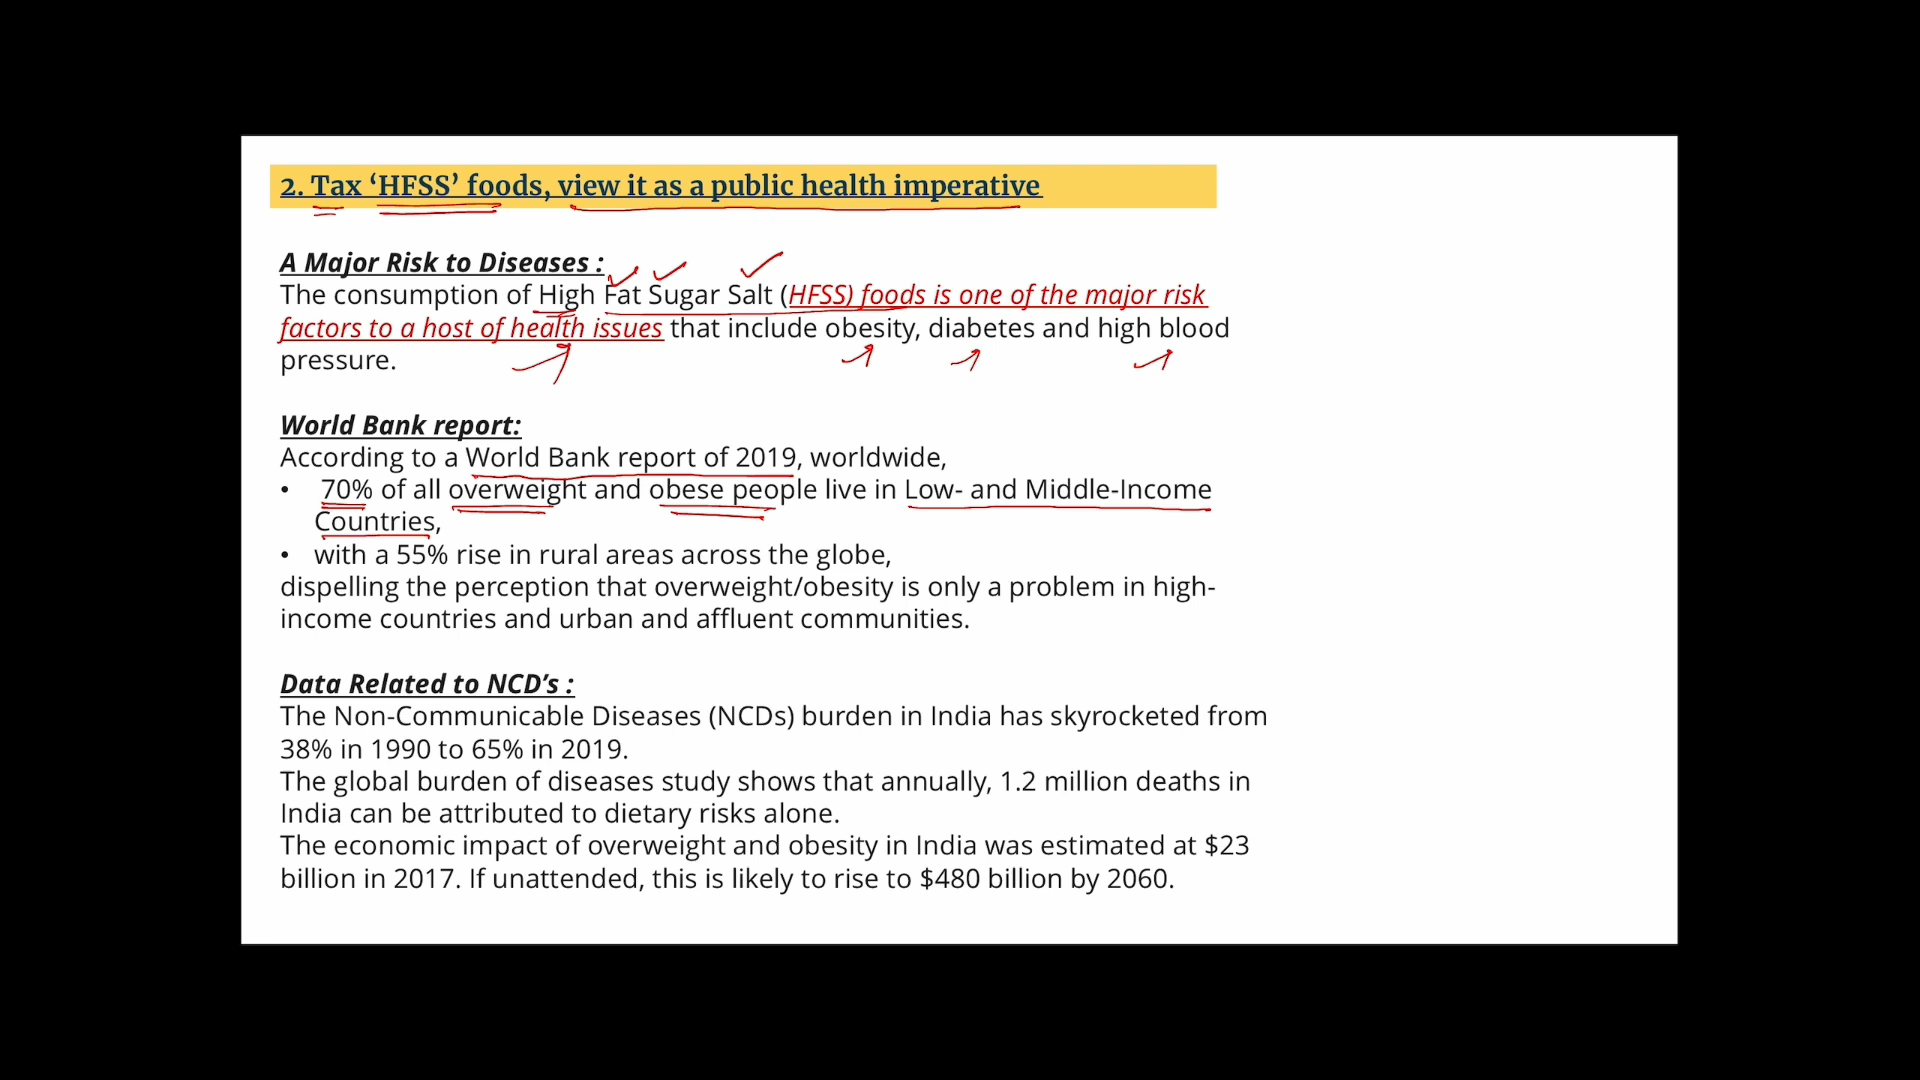 2. Tax ‘HFSS’ foods, view it as a public health imperative
A Major Risk to Diseases :
The consumption of High Fat Sugar Salt (HFSS) foods is one of the major risk
factors to a host of health issues that include obesity, diabetes and high blood
pressure.
World Bank report:
According to a World Bank report of 2019, worldwide,
• 70% of all overweight and obese people live in Low- and Middle-Income
Countries,
• with a 55% rise in rural areas across the globe,
dispelling the perception that overweight/obesity is only a problem in high-
income countries and urban and affluent communities.
Data Related to NCD’s :
The Non-Communicable Diseases (NCDs) burden in India has skyrocketed from
38% in 1990 to 65% in 2019.
The global burden of diseases study shows that annually, 1.2 million deaths in
India can be attributed to dietary risks alone.
The economic impact of overweight and obesity in India was estimated at $23
billion in 2017. If unattended, this is likely to rise to $480 billion by 2060.